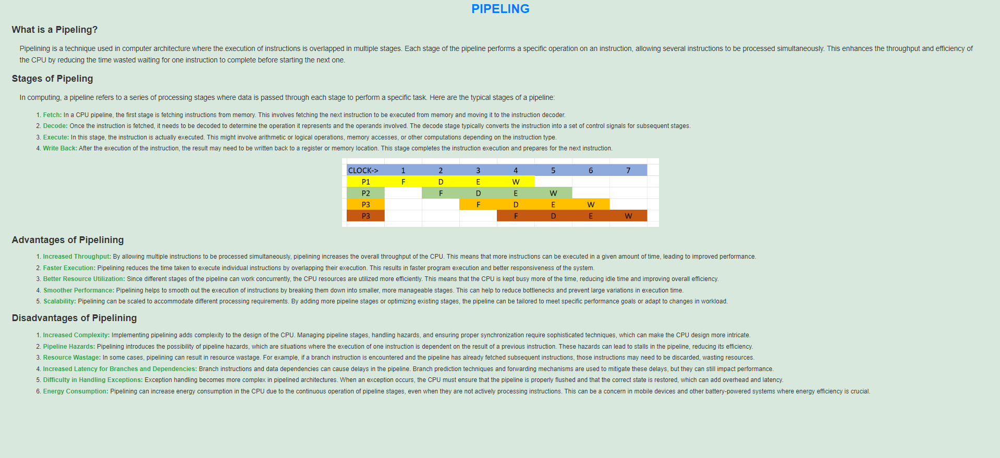 PIPELING
What is a Pipeling?
Pipelining is a technique used in computer architecture where the execution of instructions is overlapped in multiple stages. Each stage of the pipeline performs a specific operation on an instruction, allowing several instructions to be processed simultaneously. This enhances the throughput and efficiency of
the CPU by reducing the time wasted waiting for one instruction to complete before starting the next one.
Stages of Pipeling
In computing, a pipeline refers to a series of processing stages where data is passed through each stage to perform a specific task. Here are the typical stages of a pipeline:
1. Fetch: In a CPU pipeline, the first stage is fetching instructions from memory. This involves fetching the next instruction to be executed from memory and moving it to the instruction decoder.
2. Decode: Once the instruction is fetched, it needs to be decoded to determine the operation it represents and the operands involved. The decode stage typically converts the instruction into a set of control signals for subsequent stages.
3. Execute: In this stage, the instruction is actually executed. This might involve arithmetic or logical operations, memory accesses, or other computations depending on the instruction type.
4. Write Back: After the execution of the instruction, the result may need to be written back to a register or memory location. This stage completes the instruction execution and prepares for the next instruction.
CLOCK-> 1 2 3 4 5 6 7
P1 F D E W
P2 F D E W
P3 F D E W
P3 F D E W
Advantages of Pipelining
1. Increased Throughput: By allowing multiple instructions to be processed simultaneously, pipelining increases the overall throughput of the CPU. This means that more instructions can be executed in a given amount of time, leading to improved performance.
2. Faster Execution: Pipelining reduces the time taken to execute individual instructions by overlapping their execution. This results in faster program execution and better responsiveness of the system.
3. Better Resource Utilization: Since different stages of the pipeline can work concurrently, the CPU resources are utilized more efficiently. This means that the CPU is kept busy more of the time, reducing idle time and improving overall efficiency.
4. Smoother Performance: Pipelining helps to smooth out the execution of instructions by breaking them down into smaller, more manageable stages. This can help to reduce bottlenecks and prevent large variations in execution time.
5. Scalability: Pipelining can be scaled to accommodate different processing requirements. By adding more pipeline stages or optimizing existing stages, the pipeline can be tailored to meet specific performance goals or adapt to changes in workload.
Disadvantages of Pipelining
1. Increased Complexity: Implementing pipelining adds complexity to the design of the CPU. Managing pipeline stages, handling hazards, and ensuring proper synchronization require sophisticated techniques, which can make the CPU design more intricate.
2. Pipeline Hazards: Pipelining introduces the possibility of pipeline hazards, which are situations where the execution of one instruction is dependent on the result of a previous instruction. These hazards can lead to stalls in the pipeline, reducing its efficiency.
3. Resource Wastage: In some cases, pipelining can result in resource wastage. For example, if a branch instruction is encountered and the pipeline has already fetched subsequent instructions, those instructions may need to be discarded, wasting resources.
4. Increased Latency for Branches and Dependencies: Branch instructions and data dependencies can cause delays in the pipeline. Branch prediction techniques and forwarding mechanisms are used to mitigate these delays, but they can still impact performance.
5. Difficulty in Handling Exceptions: Exception handling becomes more complex in pipelined architectures. When an exception occurs, the CPU must ensure that the pipeline is properly flushed and that the correct state is restored, which can add overhead and latency.
6. Energy Consumption: Pipelining can increase energy consumption in the CPU due to the continuous operation of pipeline stages, even when they are not actively processing instructions. This can be a concern in mobile devices and other battery-powered systems where energy efficiency is crucial.